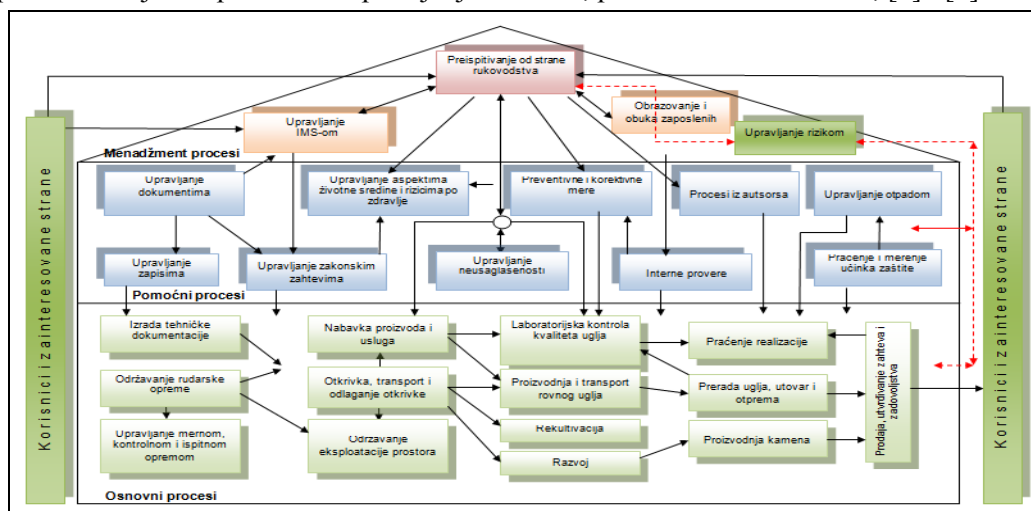 Preispitivanje od strane
rukovodstva
Obrazovanje i
obuka zaposlenih
Upravljanje
IMS-om
Upravljanje rizikom
Menadžment procesi
Korisnici i zainteresovane strane
Korisnici i zainteresovane strane
Upravljanje
dokumentima
Upravljanje aspektima
životne sredine i rizicima po
zdravlje
Preventivne i korektivne
mere
Procesi iz autsorsa
Upravljanje otpadom
Upravljanje
zapisima
Upravljanje zakonskim
zahtevima
Upravljanje
neusaglašenosti
Interne provere
Praćenje i merenje
učinka zaštite
Pomoćni procesi
Izrada tehničke
dokumentacije
Nabavka proizvoda i
usluga
Laboratorijska kontrola
kvaliteta uglja
Praćenje realizacije
Prodaja, utvrđivanje zahteva i
zadovoljstva
Održavanje rudarske
opreme
Otkrivka, transport i
odlaganje otkrivke
Proizvodnja i transport
rovnog uglja
Prerada uglja, utovar i
otprema
Upravljanje mernom,
kontrolnom i ispitnom
opremom
Održavanje
eksploatacije prostora
Rekultivacija
Razvoj
Proizvodnja kamena
Osnovni procesi